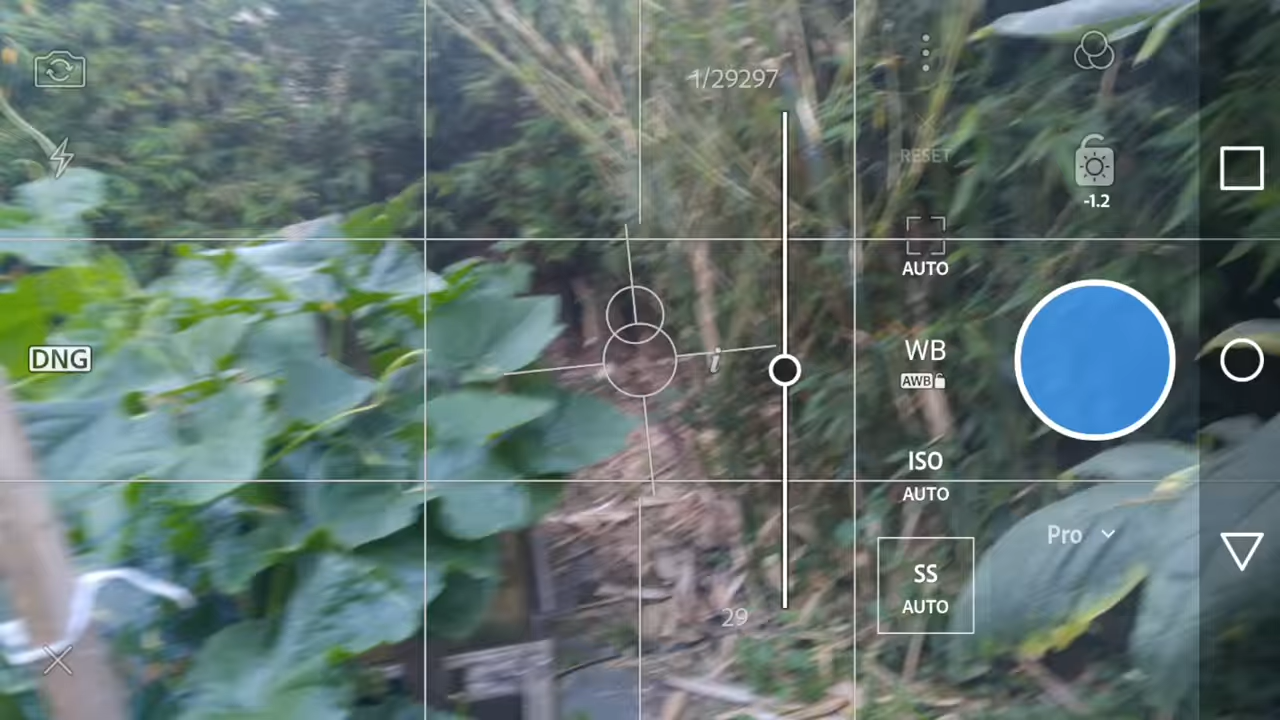 1/29297
RESET
-1.2
AUTO
DNG
i
WB
AWB
ISO
AUTO
Pro
SS
AUTO
29